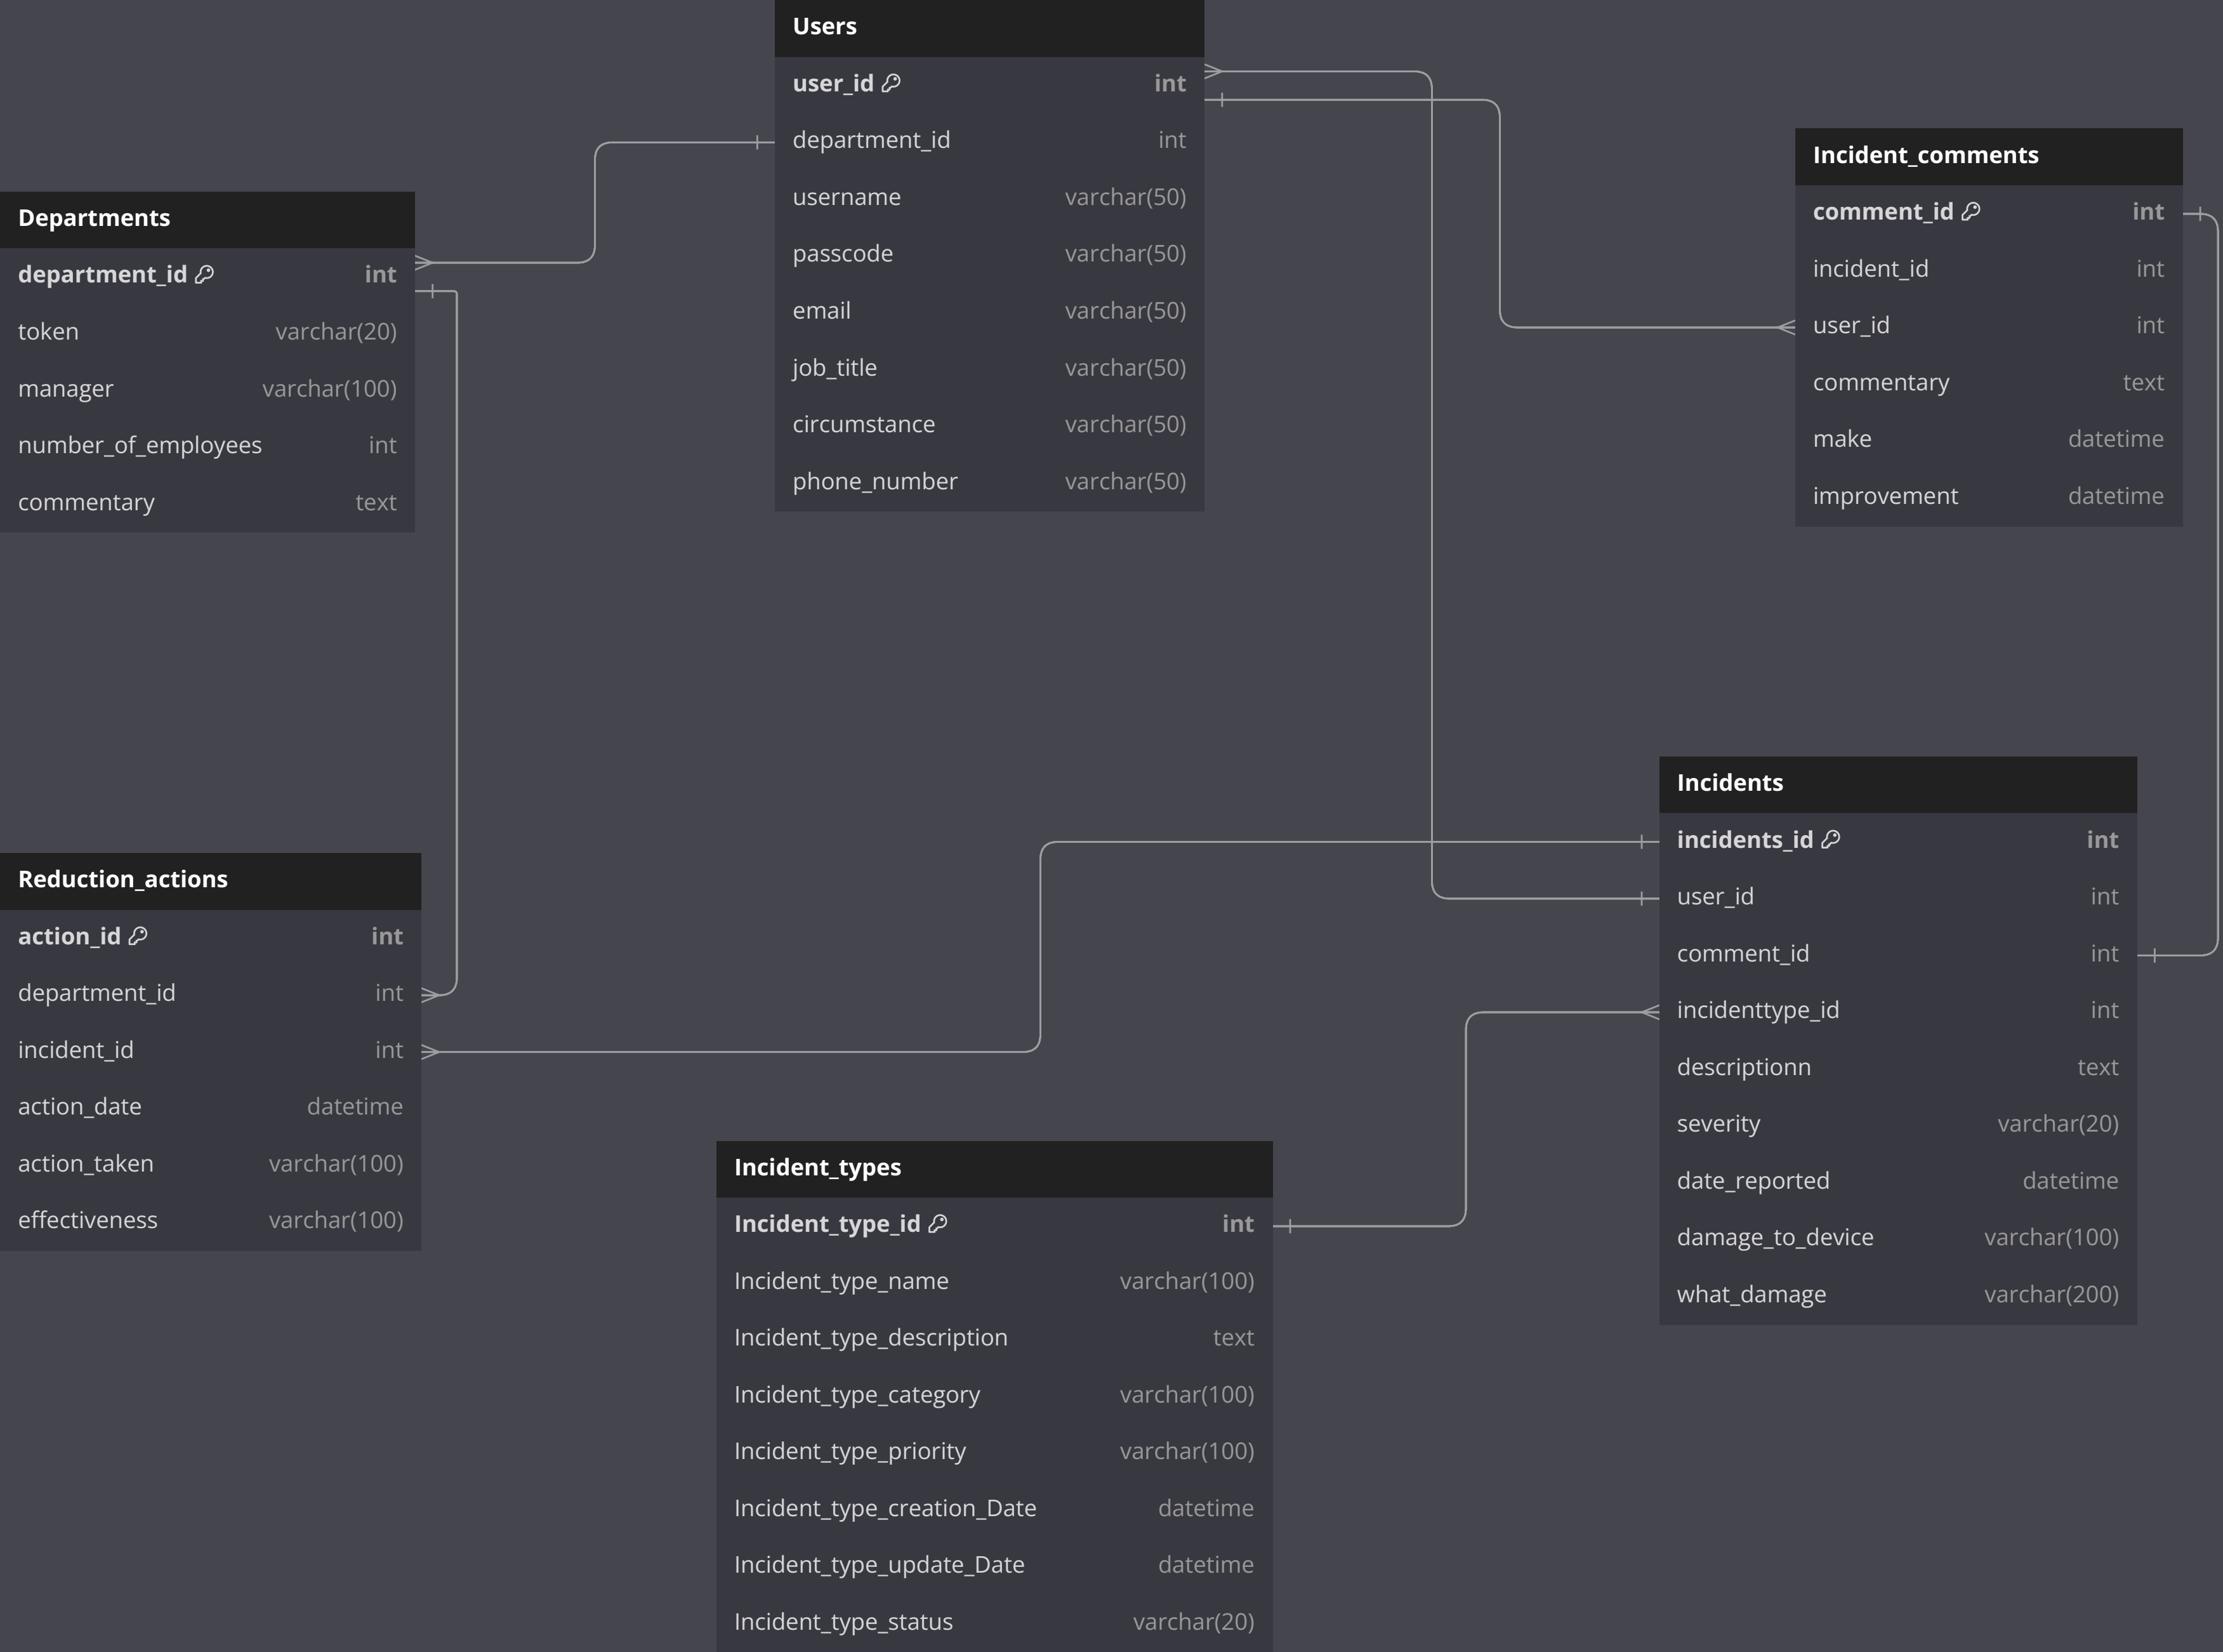 Users
user_id int
department_id int
username varchar(50)
passcode varchar(50)
email varchar(50)
job_title varchar(50)
circumstance varchar(50)
phone_number varchar(50)
Incident_comments
comment_id int
incident_id int
user_id int
commentary text
make datetime
improvement datetime
Departments
department_id int
token varchar(20)
manager varchar(100)
number_of_employees int
commentary text
Incidents
incidents_id int
user_id int
comment_id int
incidenttype_id int
descriptionn text
severity varchar(20)
date_reported datetime
damage_to_device varchar(100)
what_damage varchar(200)
Reduction_actions
action_id int
department_id int
incident_id int
action_date datetime
action_taken varchar(100)
effectiveness varchar(100)
Incident_types
Incident_type_id int
Incident_type_name varchar(100)
Incident_type_description text
Incident_type_category varchar(100)
Incident_type_priority varchar(100)
Incident_type_creation_Date datetime
Incident_type_update_Date datetime
Incident_type_status varchar(20)